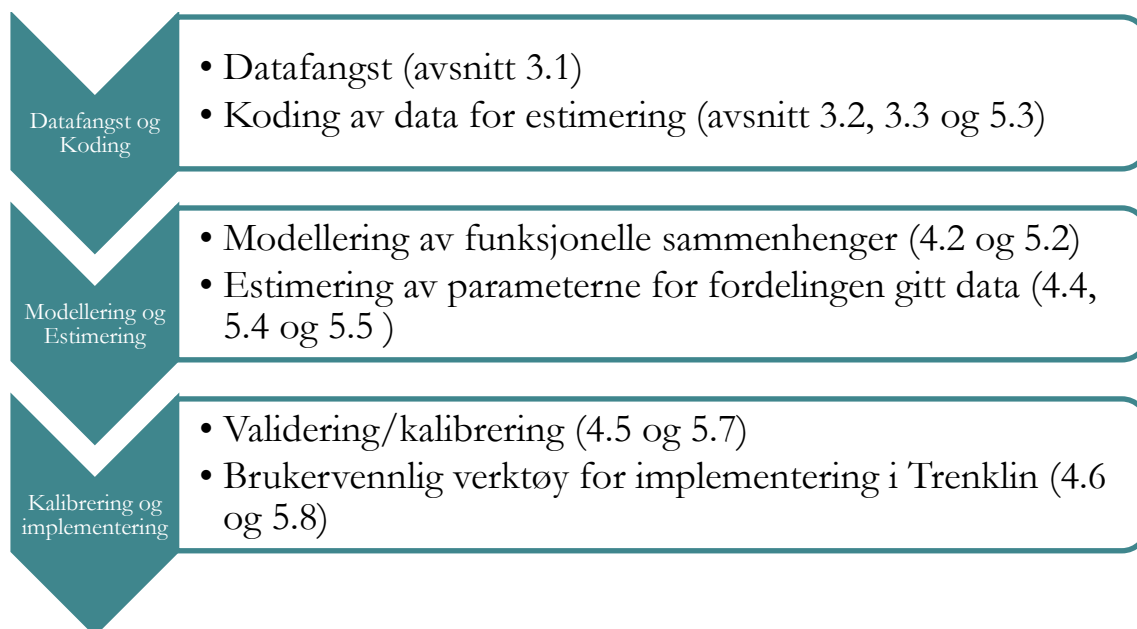 Datafangst og
Koding
• Datafangst (avsnitt 3.1)
• Koding av data for estimering (avsnitt 3.2, 3.3 og 5.3)
Modellering og
Estimering
• Modellering av funksjonelle sammenhenger (4.2 og 5.2)
• Estimering av parameterne for fordelingen gitt data (4.4,
5.4 og 5.5 )
Kalibrering og
implementering
• Validering/kalibrering (4.5 og 5.7)
• Brukervennlig verktøy for implementering i Trenklin (4.6
og 5.8)